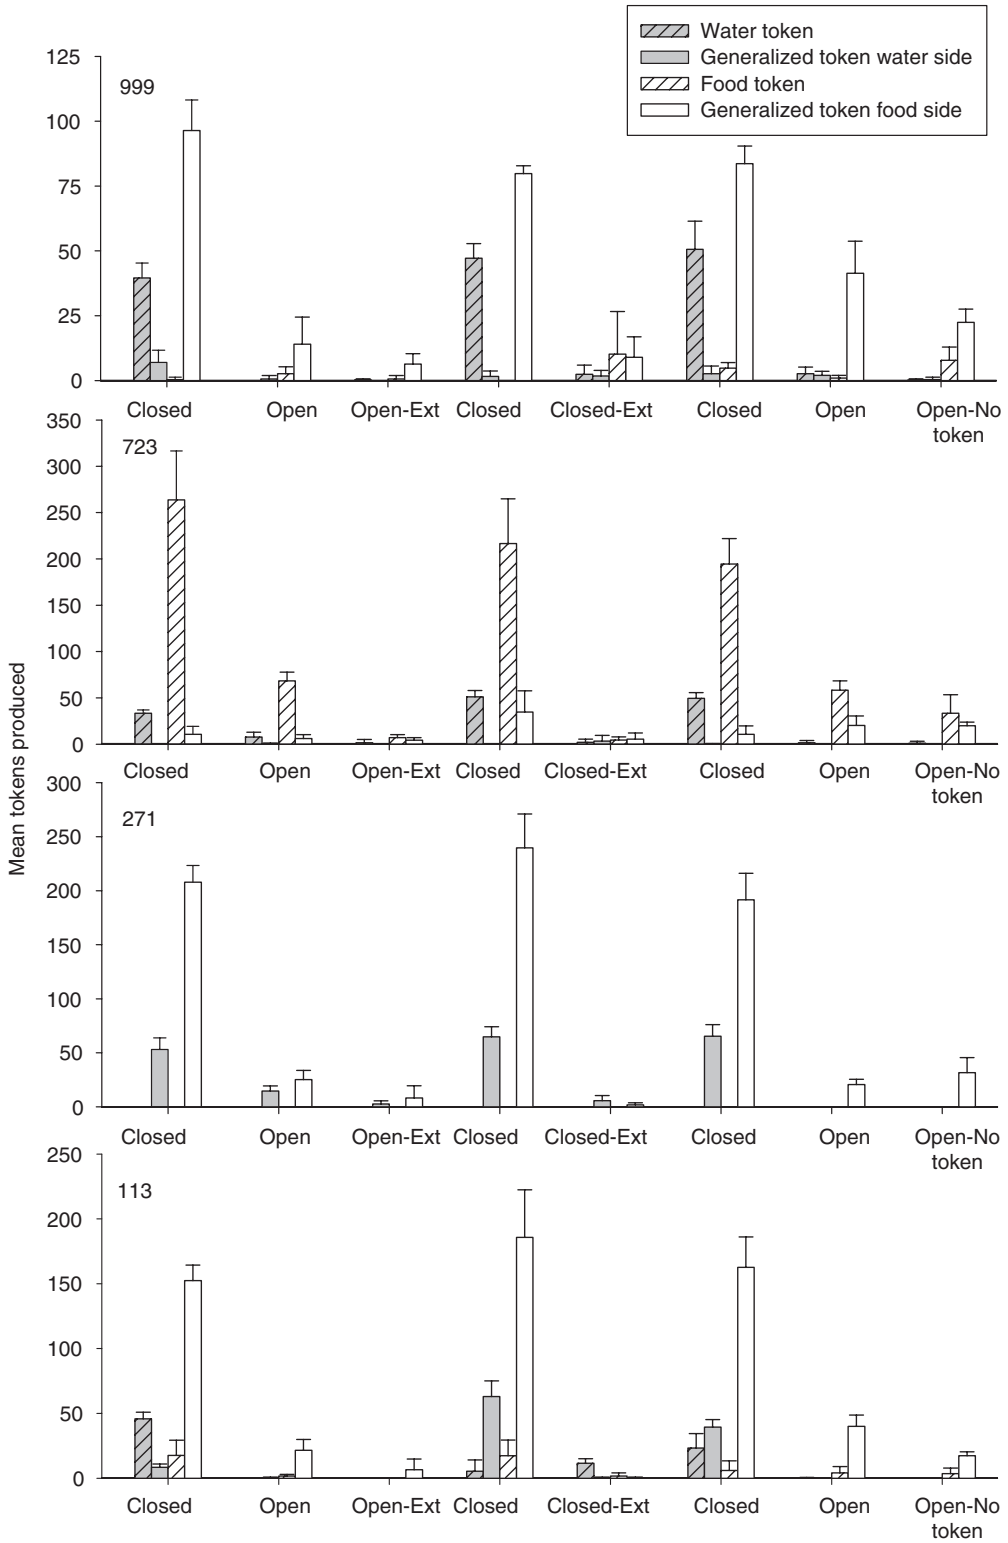 Water token
Generalized token water side
Food token
Generalized token food side
125
100
75
50
25
0
999
Closed Open Open-Ext Closed Closed-Ext Closed Open Open-No
token
350
300
250
200
150
100
50
0
723
Closed Open Open-Ext Closed Closed-Ext Closed Open Open-No
token
Mean tokens produced
300
250
200
150
100
50
0
271
Closed Open Open-Ext Closed Closed-Ext Closed Open Open-No
token
250
200
150
100
50
0
113
Closed Open Open-Ext Closed Closed-Ext Closed Open Open-No
token